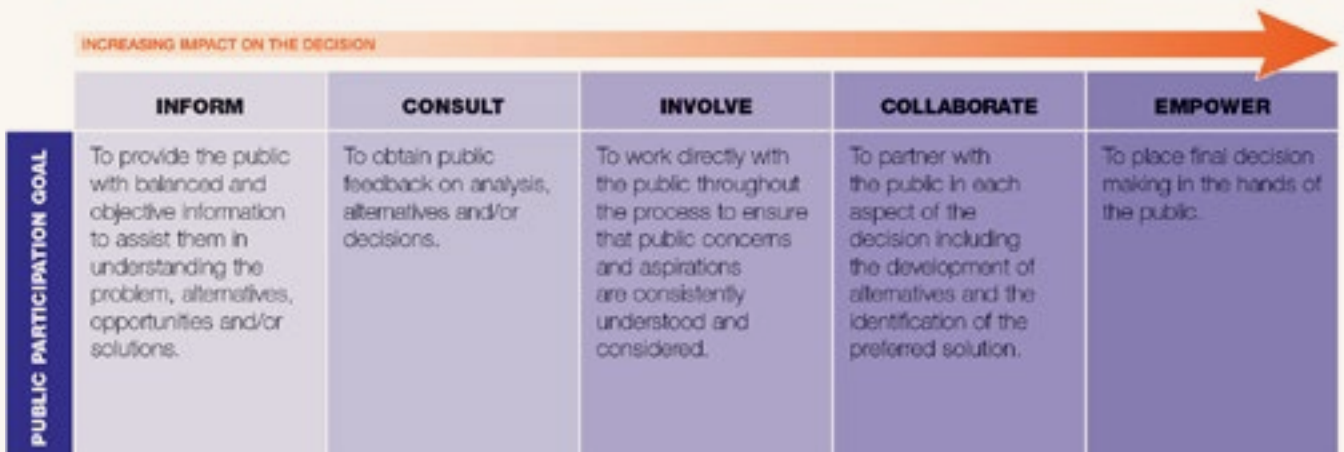 INCREASING IMPACT ON THE DECISION
INFORM
CONSULT
INVOLVE
COLLABORATE
EMPOWER
PUBLIC PARTICIPATION GOAL
To provide the public
with balanced and
objective information
to assist them in
understanding the
problem, alternatives,
opportunities and/or
solutions.
To obtain public
feedback on analysis,
alternatives and/or
decisions.
To work directly with
the public throughout
the process to ensure
that public concerns
and aspirations
are consistently
understood and
considered.
To partner with
the public in each
aspect of the
decision including
the development of
alternatives and the
identification of the
preferred solution.
To place final decision
making in the hands of
the public.